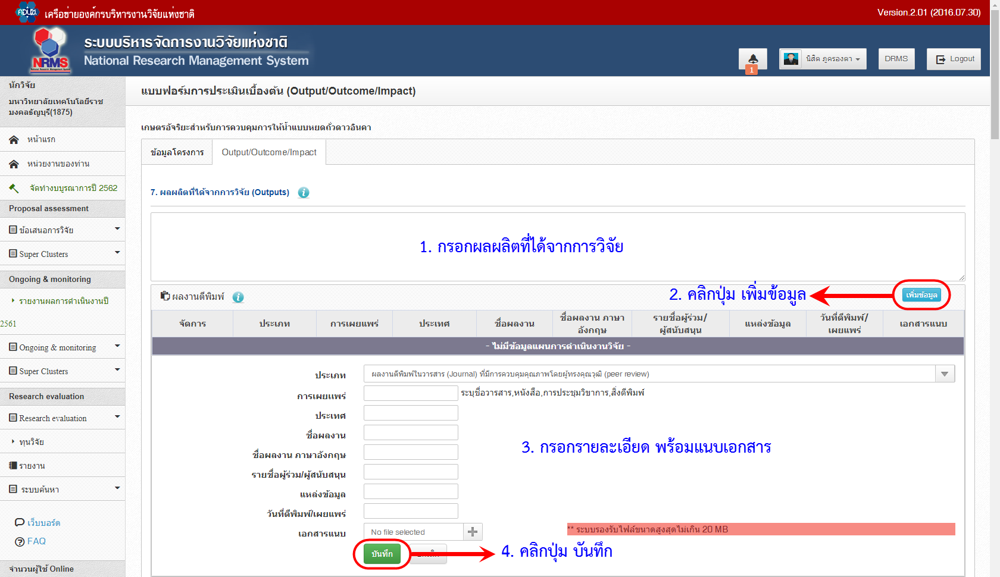 คอบช.
เครือข่ายองค์กรบริหารงานวิจัยแห่งชาติ
Version.2.01 (2016.07.30)
NRMS
ระบบบริหารจัดการงานวิจัยแห่งชาติ
National Research Management System
1
นิสิต ภูครองตา
DRMS
Logout
นักวิจัย
มหาวิทยาลัยเทคโนโลยีราช
มงคลธัญบุรี(1875)
หน้าแรก
หน่วยงานของท่าน
จัดทำงบบูรณาการปี 2562
Proposal assessment
ข้อเสนอการวิจัย
Super Clusters
Ongoing & monitoring
รายงานผลการดำเนินงานปี
2561
Ongoing & monitoring
Super Clusters
Research evaluation
Research evaluation
ทุนวิจัย
รายงาน
ระบบค้นหา
เว็บบอร์ด
FAQ
จำนวนผู้ใช้ Online
แบบฟอร์มการประเมินเบื้องต้น (Output/Outcome/Impact)
เกษตรอัจริยะสำหรับการควบคุมการให้น้ำแบบหยดถั่วดาวอินคา
ข้อมูลโครงการ
Output/Outcome/Impact
7. ผลผลิตที่ได้จากการวิจัย (Outputs)
1. กรอกผลผลิตที่ได้จากการวิจัย
ผลงานตีพิมพ์
2. คลิกปุ่ม เพิ่มข้อมูล
เพิ่มข้อมูล
จัดการ
ประเภท
การเผยแพร่
ประเทศ
ชื่อผลงาน
ชื่อผลงาน ภาษา
อังกฤษ
รายชื่อผู้ร่วม/
ผู้สนับสนุน
แหล่งข้อมูล
วันที่ตีพิมพ์/
เผยแพร่
เอกสารแนบ
- ไม่มีข้อมูลแผนการดำเนินงานวิจัย -
ประเภท
ผลงานตีพิมพ์ในวารสาร (Journal) ที่มีการควบคุมคุณภาพโดยผู้ทรงคุณวุฒิ (peer review)
การเผยแพร่
ระบุชื่อวารสาร,หนังสือ,การประชุมวิชาการ,สิ่งตีพิมพ์
ประเทศ
ชื่อผลงาน
ชื่อผลงาน ภาษาอังกฤษ
3. กรอกรายละเอียด พร้อมแนบเอกสาร
รายชื่อผู้ร่วม/ผู้สนับสนุน
แหล่งข้อมูล
วันที่ตีพิมพ์/เผยแพร่
เอกสารแนบ
No file selected
** ระบบรองรับไฟล์ขนาดสูงสุดไม่เกิน 20 MB
บันทึก
4. คลิกปุ่ม บันทึก